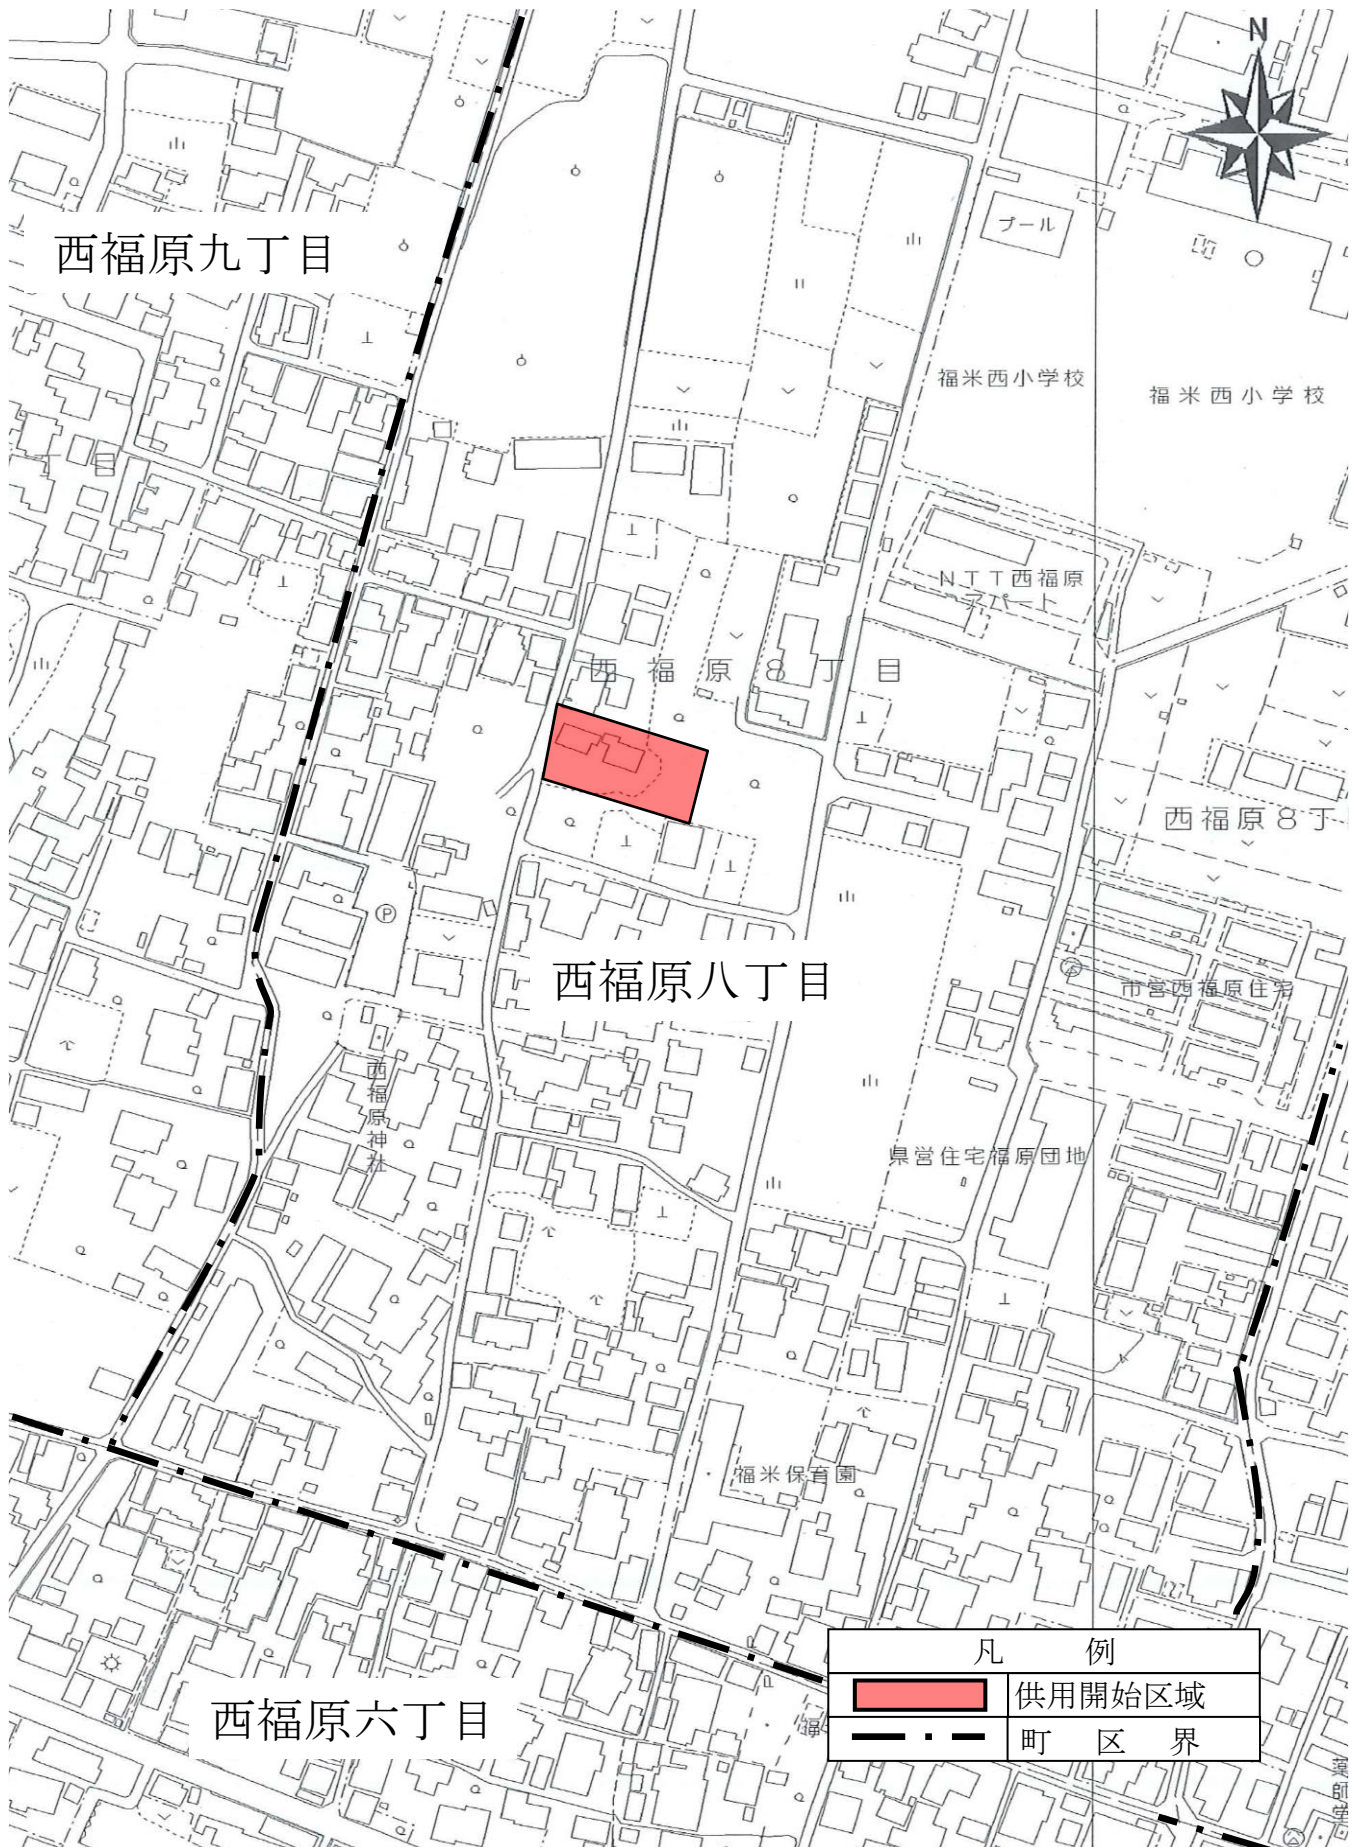 N
プール
西福原九丁目
福米西小学校
福米西小学校
NTT西福原
アパート
西福原8丁目
西福原8丁
P
西福原八丁目
市営西福原住宅
西福原神社
県営住宅福原団地
福米保育園
凡 例
供用開始区域
町 区 界
西福原六丁目
福
薬師学